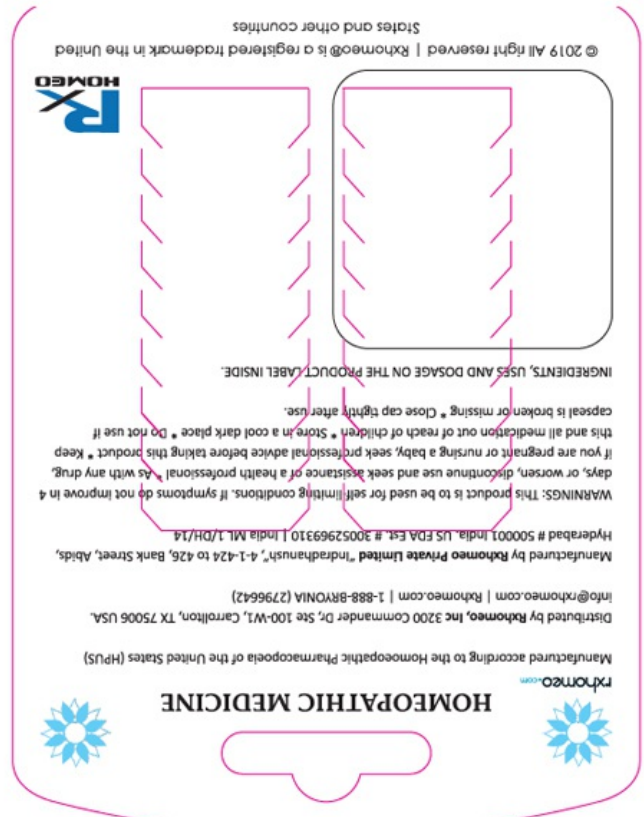 HOMEOPATHIC MEDICINE
rxhomeo.com
Manufactured according to the Homoeopathic Pharmacopoeia of the United States (HPUS)
Distributed by Rxhomeo, Inc 3200 Commander Dr, Ste 100-W1, Carrollton, TX 75006 USA.
info@rxhomeo.com | Rxhomeo.com | 1-888-BRYONIA (2796642)
Manufactured by Rxhomeo Private Limited "Indradhanush", 4-1-424 to 426, Bank Street, Abids,
Hyderabad # 500001 India. US FDA Est. # 30052969310 | India ML 1/DH/14
WARNINGS: This product is to be used for self-limiting conditions. If symptoms do not improve in 4
days, or worsen, discontinue use and seek assistance of a health professional * As with any drug,
if you are pregnant or nursing a baby, seek professional advice before taking this product * Keep
this and all medication out of reach of children * Store in a cool dark place * Do not use if
capseal is broken or missing * Close cap tightly after use.
INGREDIENTS, USES AND DOSAGE ON THE PRODUCT LABEL INSIDE.
Rx
HOMEO
© 2019 All right reserved | Rxhomeo® is a registered trademark in the United
States and other countries